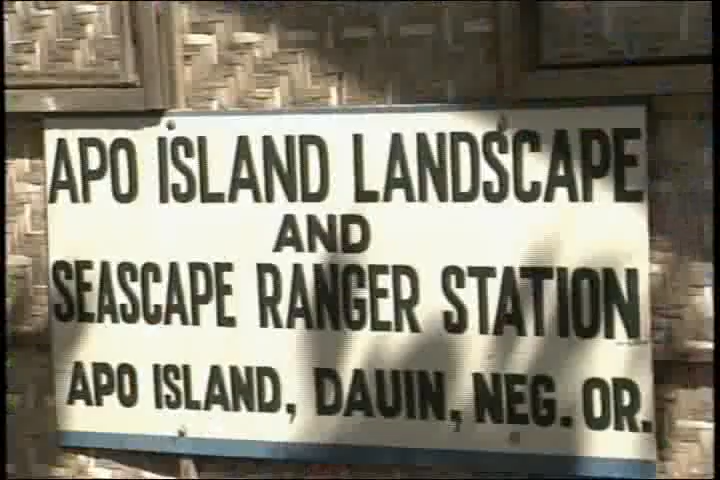 APO ISLAND LANDSCAPE
AND
SEASCAPE RANGER STATION
APO ISLAND, DAUIN, NEG. OR.